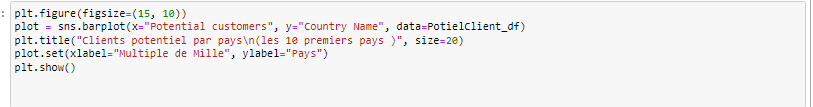 plt.figure(figsize=(15, 10))
plot = sns.barplot(x="Potential customers", y="Country Name", data=PotielClient_df)
plt.title("Clients potentiel par pays\n(les 10 premiers pays )", size=20)
plot.set(xlabel="Multiple de Mille", ylabel="Pays")
plt.show()